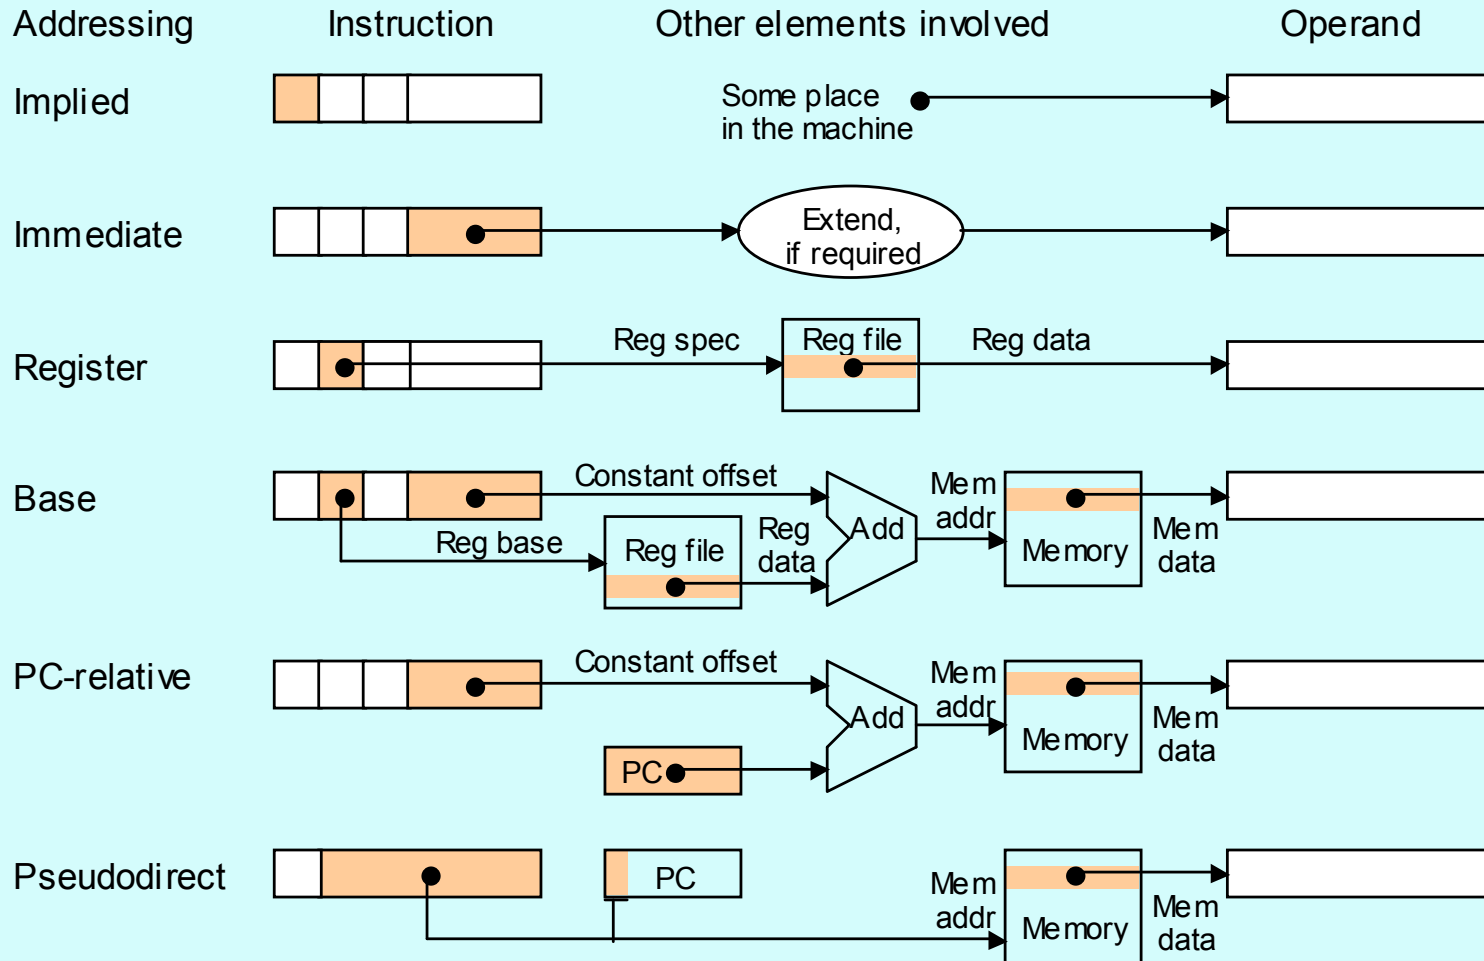 Addressing Instruction Other elements involved Operand
Implied
Some place
in the machine
Immediate
Extend,
if required
Register
Reg spec
Reg file
Reg data
Base
Constant offset
Reg base
Reg file
Reg
data
Add
Mem
addr
Memory
Mem
data
PC-relative
Constant offset
PC
Add
Mem
addr
Memory
Mem
data
Pseudodirect
PC
Mem
addr
Memory
Mem
data